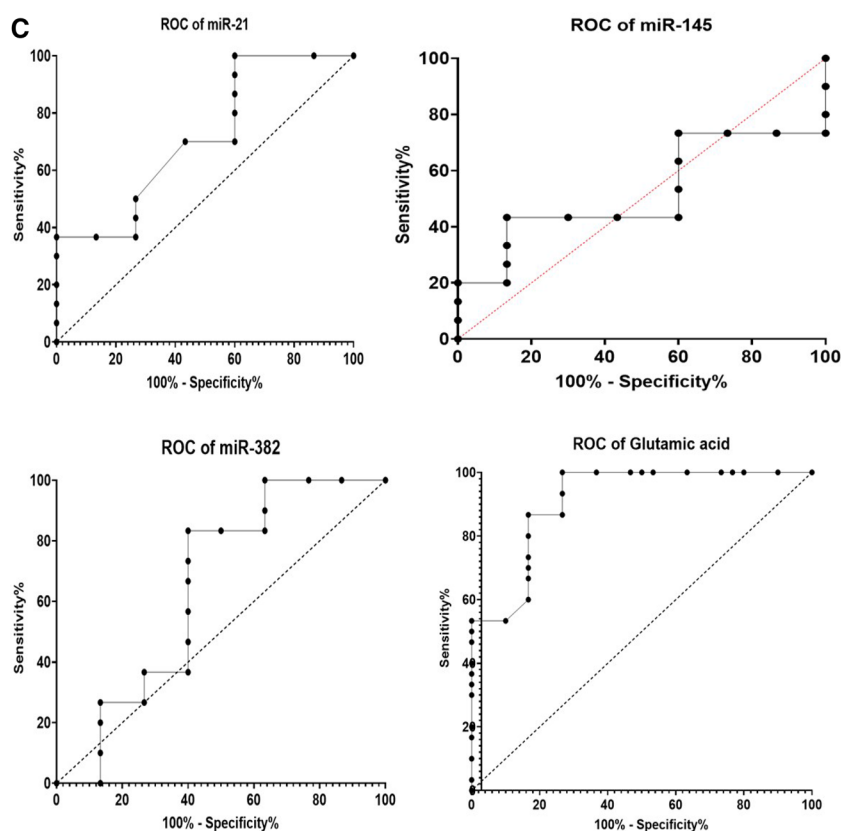 C
ROC of miR-21
100
80
60
40
20
0
Sensitivity%
0 20 40 60 80 100
100% - Specificity%
ROC of miR-145
100
80
60
40
20
0
Sensitivity%
0 20 40 60 80 100
100% - Specificity%
ROC of miR-382
100
80
60
40
20
0
Sensitivity%
0 20 40 60 80 100
100% - Specificity%
ROC of Glutamic acid
100
80
60
40
20
0
Sensitivity%
0 20 40 60 80 100
100% - Specificity%